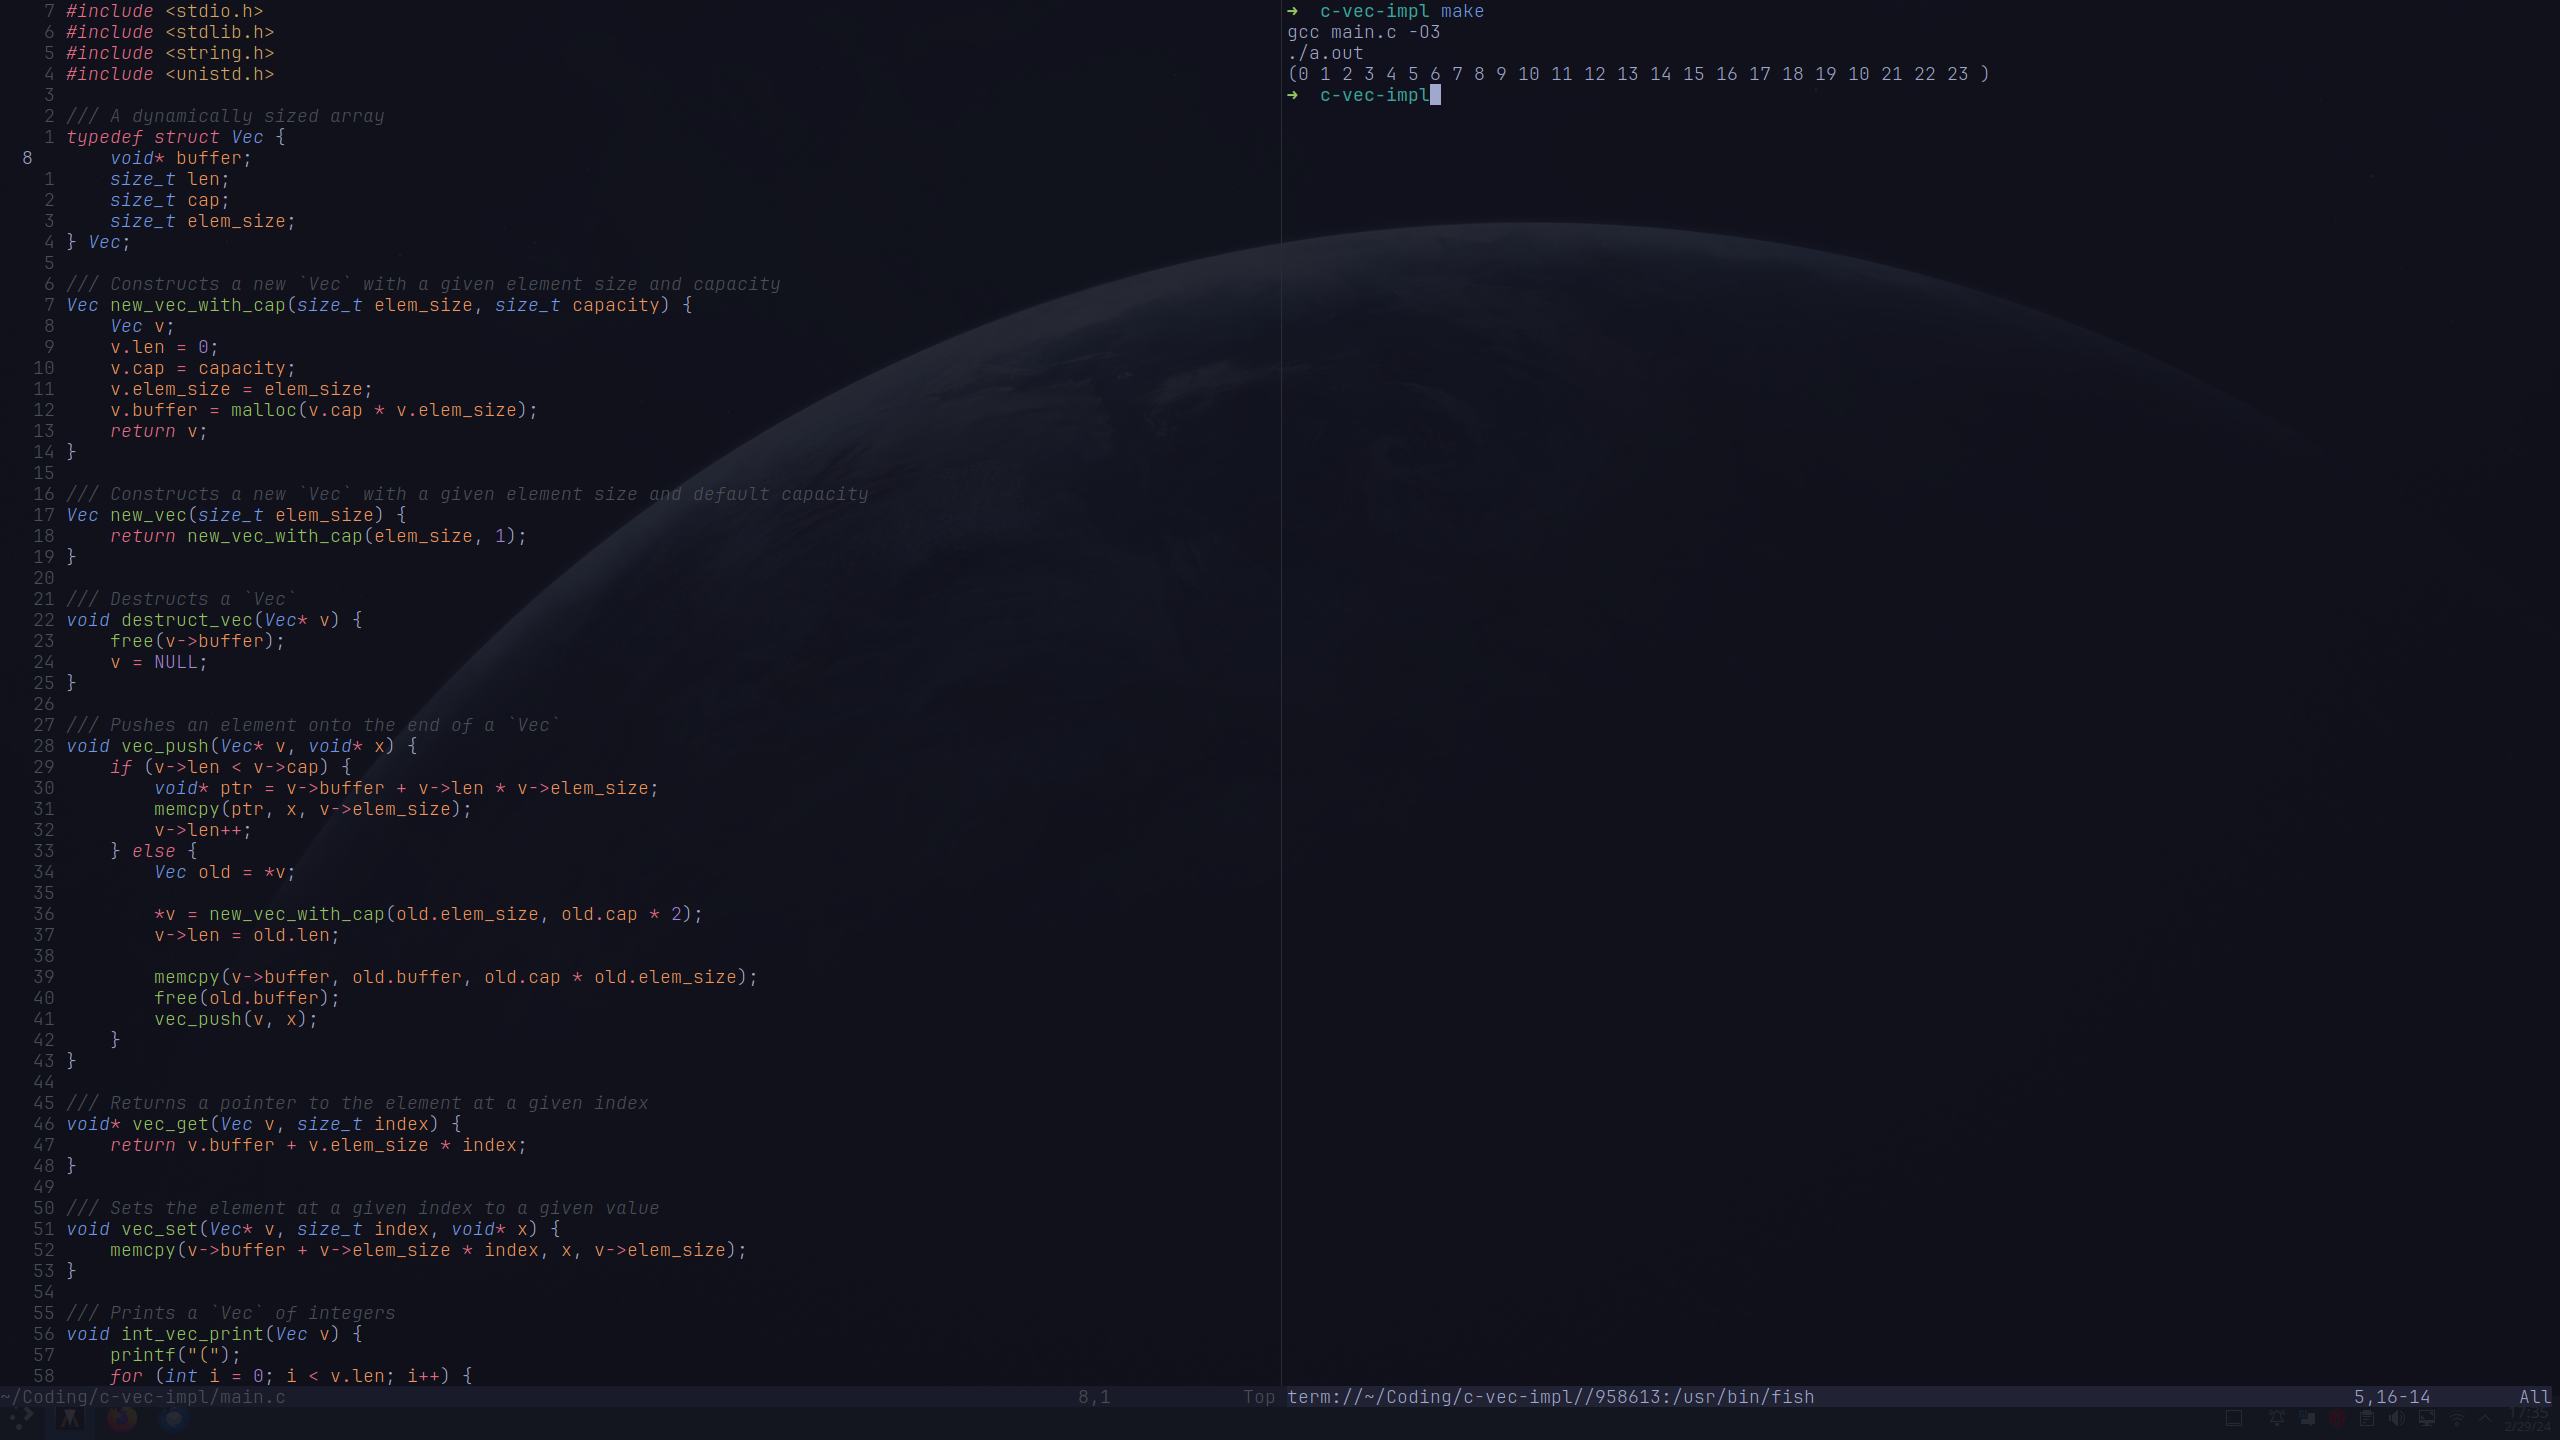 7 #include <stdio.h>
6 #include <stdlib.h>
5 #include <string.h>
4 #include <unistd.h>
3
2 /// A dynamically sized array
1 typedef struct Vec {
8 void* buffer;
1 size_t len;
2 size_t cap;
3 size_t elem_size;
4 } Vec;
5
6 /// Constructs a new `Vec` with a given element size and capacity
7 Vec new_vec_with_cap(size_t elem_size, size_t capacity) {
8 Vec v;
9 v.len = 0;
10 v.cap = capacity;
11 v.elem_size = elem_size;
12 v.buffer = malloc(v.cap * v.elem_size);
13 return v;
14 }
15
16 /// Constructs a new `Vec` with a given element size and default capacity
17 Vec new_vec(size_t elem_size) {
18 return new_vec_with_cap(elem_size, 1);
19 }
20
21 /// Destructs a `Vec`
22 void destruct_vec(Vec* v) {
23 free(v->buffer);
24 v = NULL;
25 }
26
27 /// Pushes an element onto the end of a `Vec`
28 void vec_push(Vec* v, void* x) {
29 if (v->len < v->cap) {
30 void* ptr = v->buffer + v->len * v->elem_size;
31 memcpy(ptr, x, v->elem_size);
32 v->len++;
33 } else {
34 Vec old = *v;
35
36 *v = new_vec_with_cap(old.elem_size, old.cap * 2);
37 v->len = old.len;
38
39 memcpy(v->buffer, old.buffer, old.cap * old.elem_size);
40 free(old.buffer);
41 vec_push(v, x);
42 }
43 }
44
45 /// Returns a pointer to the element at a given index
46 void* vec_get(Vec v, size_t index) {
47 return v.buffer + v.elem_size * index;
48 }
49
50 /// Sets the element at a given index to a given value
51 void vec_set(Vec* v, size_t index, void* x) {
52 memcpy(v->buffer + v->elem_size * index, x, v->elem_size);
53 }
54
55 /// Prints a `Vec` of integers
56 void int_vec_print(Vec v) {
57 printf("(");
58 for (int i = 0; i < v.len; i++) {
~/Coding/c-vec-impl/main.c 8,1 Top
➜ c-vec-impl make
gcc main.c -O3
./a.out
(0 1 2 3 4 5 6 7 8 9 10 11 12 13 14 15 16 17 18 19 10 21 22 23 )
➜ c-vec-impl
term://~/Coding/c-vec-impl//958613:/usr/bin/fish 5,16-14 All
17:35
2/29/24